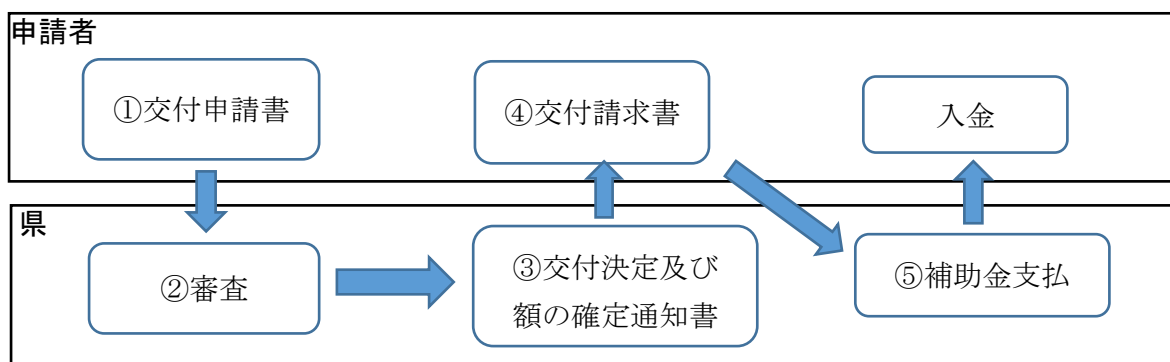 申請者
①交付申請書
④交付請求書
入金
県
②審査
③交付決定及び
額の確定通知書
⑤補助金支払